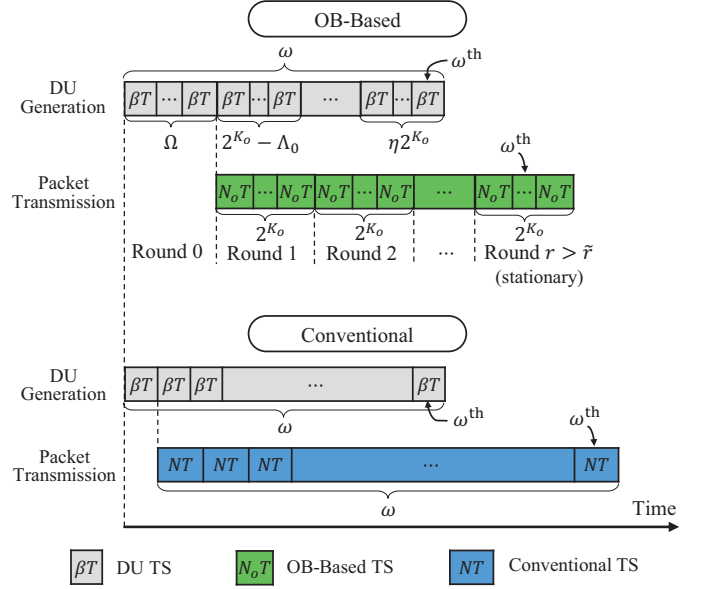 OB-Based
ω
ω^th
DU
Generation
βT ... βT βT ... βT ... βT ... βT
Ω 2^{K_o} − Λ_0 η2^{K_o}
ω^th
Packet
Transmission
N_oT ... N_oT N_oT ... N_oT ... N_oT ... N_oT
2^{K_o} 2^{K_o} 2^{K_o}
Round 0 Round 1 Round 2 ... Round r > r̃
(stationary)
Conventional
DU
Generation
βT βT βT ... βT
ω ω^th
ω^th
Packet
Transmission
NT NT NT ... NT
ω
Time
βT DU TS N_oT OB-Based TS NT Conventional TS